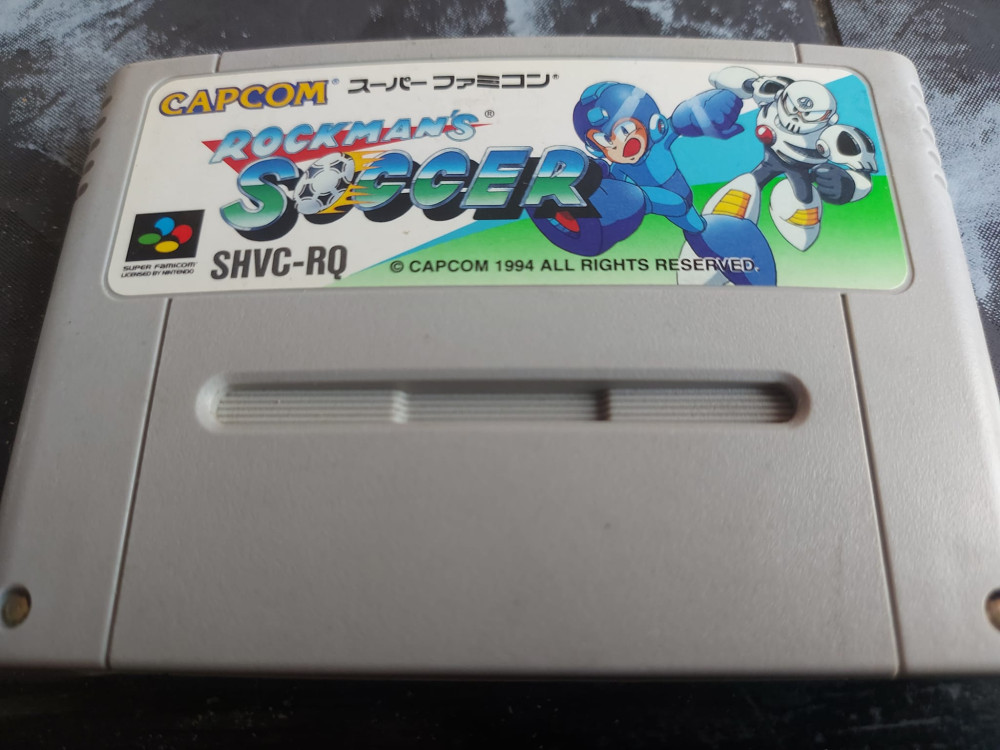 CAPCOM® スーパーファミコン®
ROCKMAN'S®
SOCCER
SUPER FAMICOM
LICENSED BY NINTENDO
SHVC-RQ
© CAPCOM 1994 ALL RIGHTS RESERVED.